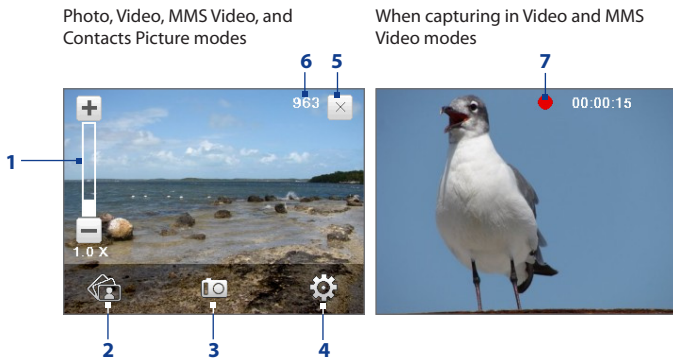 Photo, Video, MMS Video, and
Contacts Picture modes
When capturing in Video and MMS
Video modes
6 5
7
963
00:00:15
1
1.0 X
2 3 4